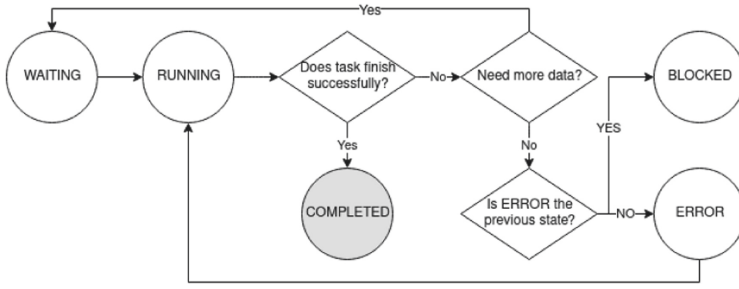 Yes
WAITING
RUNNING
Does task finish
successfully?
No
Need more data?
BLOCKED
YES
Yes
No
COMPLETED
Is ERROR the
previous state?
NO
ERROR